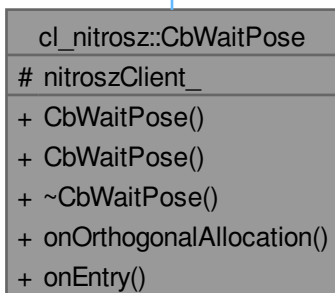 cl_nitrosz::CbWaitPose
# nitroszClient_
+ CbWaitPose()
+ CbWaitPose()
+ ~CbWaitPose()
+ onOrthogonalAllocation()
+ onEntry()